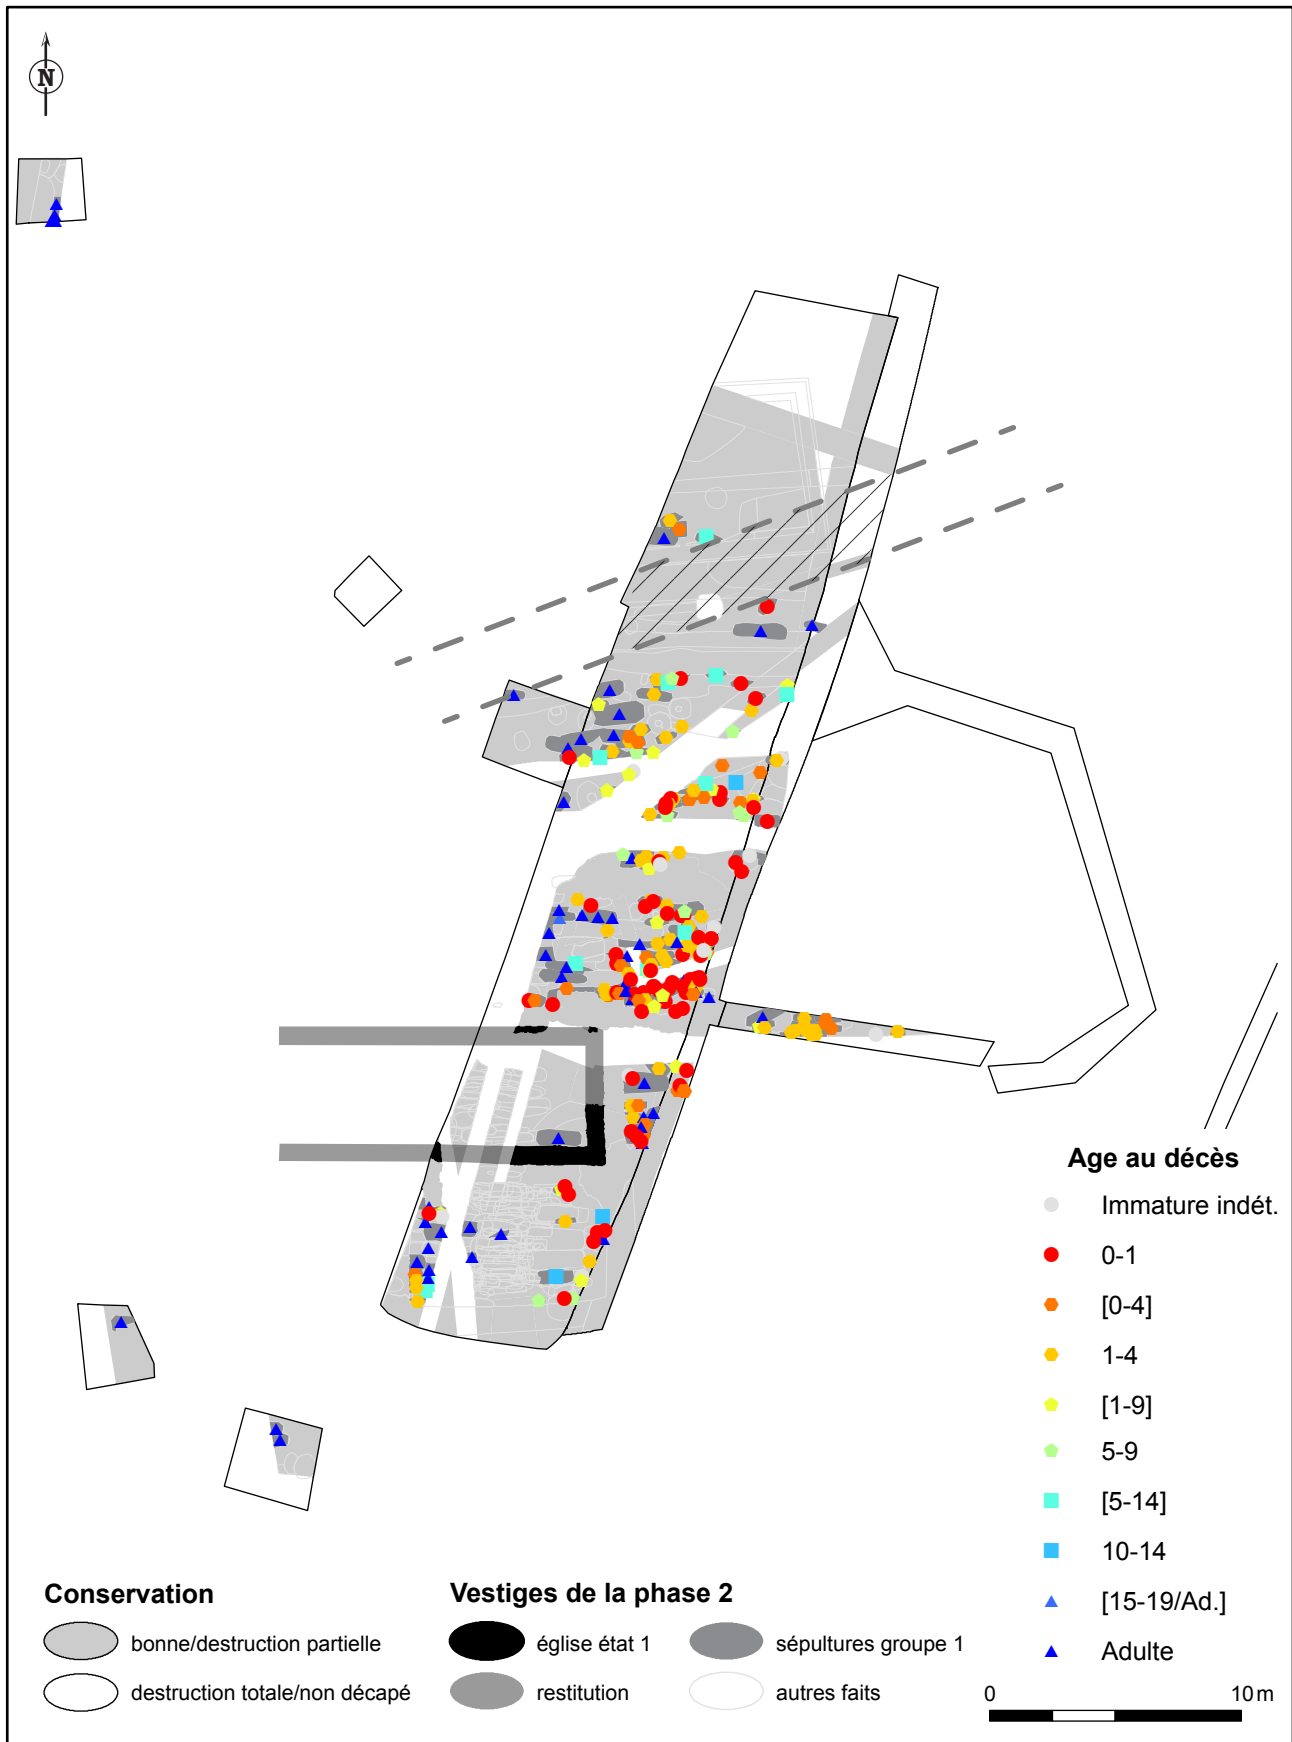 N
Age au décès
Immature indét.
0-1
[0-4]
1-4
[1-9]
5-9
[5-14]
10-14
[15-19/Ad.]
Adulte
Conservation
bonne/destruction partielle
destruction totale/non décapé
Vestiges de la phase 2
église état 1
sépultures groupe 1
restitution
autres faits
0 10 m